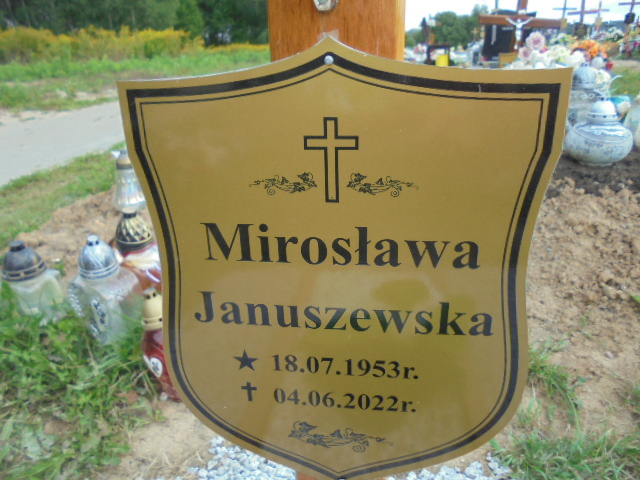 Mirosława
Januszewska
★ 18.07.1953r.
✝ 04.06.2022r.